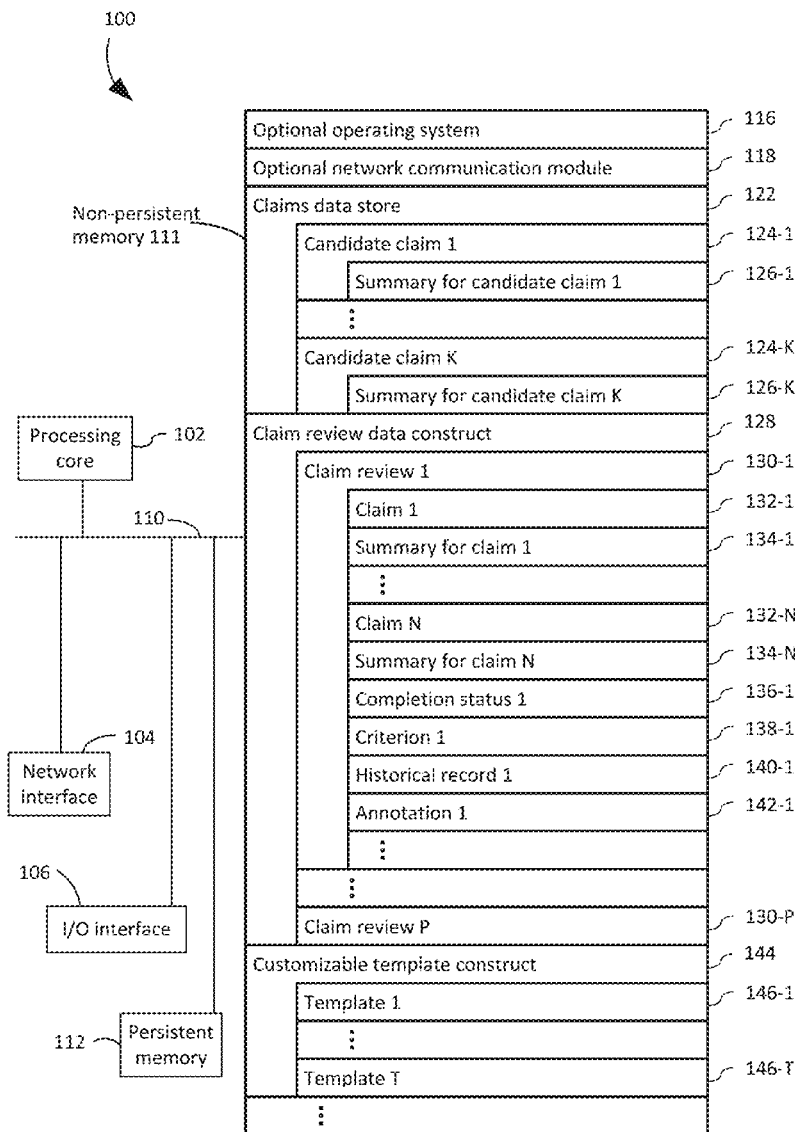 100
Optional operating system
116
Optional network communication module
118
Claims data store
122
Non-persistent
memory 111
Candidate claim 1
124-1
Summary for candidate claim 1
126-1
Candidate claim K
124-K
Summary for candidate claim K
126-K
Claim review data construct
128
Processing
core
102
Claim review 1
130-1
Claim 1
132-1
110
Summary for claim 1
134-1
Claim N
132-N
Summary for claim N
134-N
Completion status 1
136-1
Criterion 1
138-1
104
Network
interface
Historical record 1
140-1
Annotation 1
142-1
106
I/O interface
Claim review P
130-P
Customizable template construct
144
Template 1
146-1
112
Persistent
memory
Template T
146-T